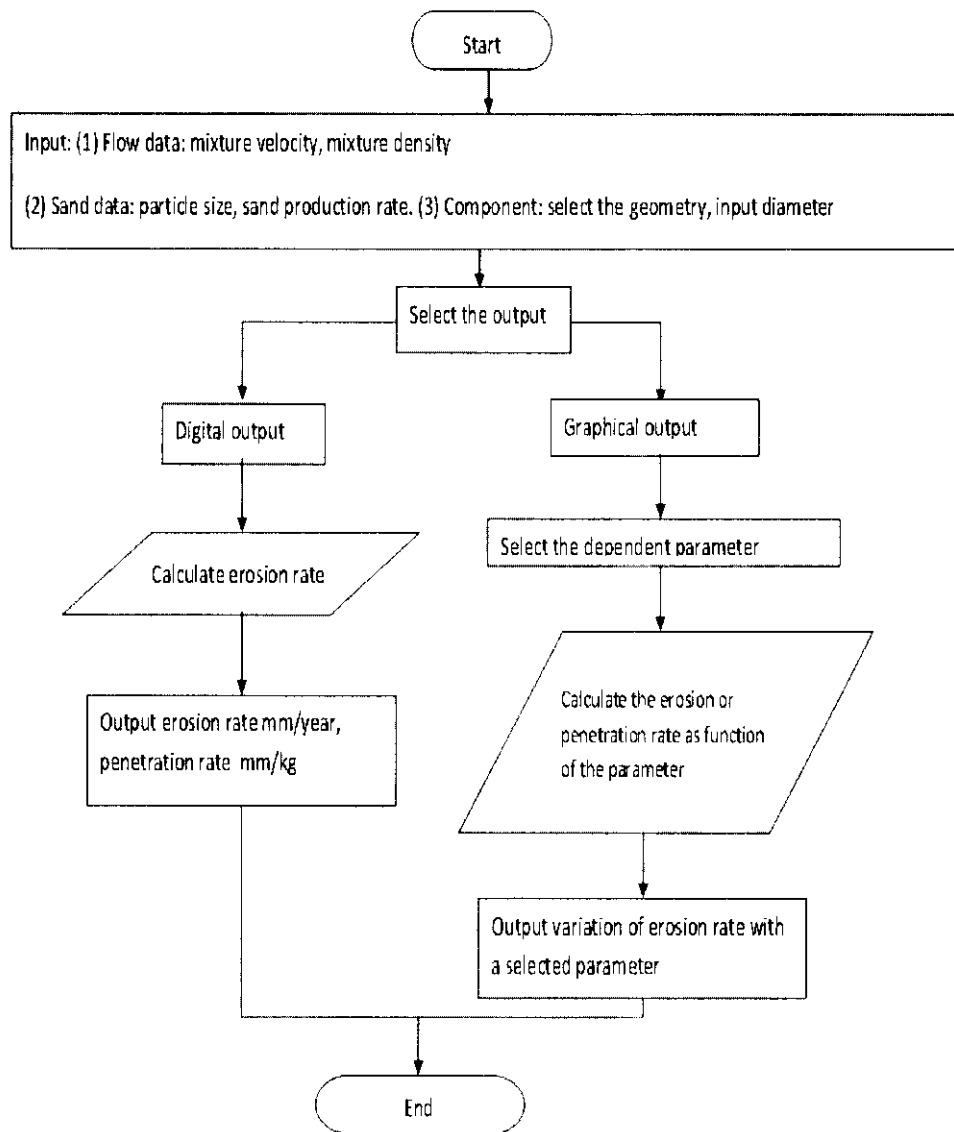 Start
Input: (1) Flow data: mixture velocity, mixture density
(2) Sand data: particle size, sand production rate. (3) Component: select the geometry, input diameter
Select the output
Digital output
Graphical output
Select the dependent parameter
Calculate erosion rate
Calculate the erosion or
penetration rate as function
of the parameter
Output erosion rate mm/year,
penetration rate mm/kg
Output variation of erosion rate with
a selected parameter
End